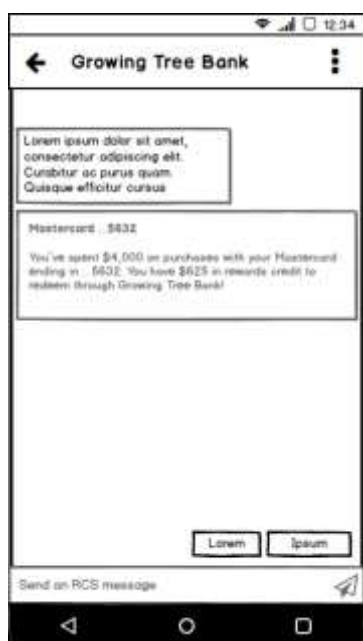 12:34
Growing Tree Bank
Lorem ipsum dolor sit amet,
consectetur adipiscing elit.
Curabitur ac purus quam.
Quisque efficitur cursus
Mastercard ...5632
You've spent $4,000 on purchases with your Mastercard
ending in ...5632. You have $625 in rewards credit to
redeem through Growing Tree Bank!
Lorem
Ipsum
Send an RCS message